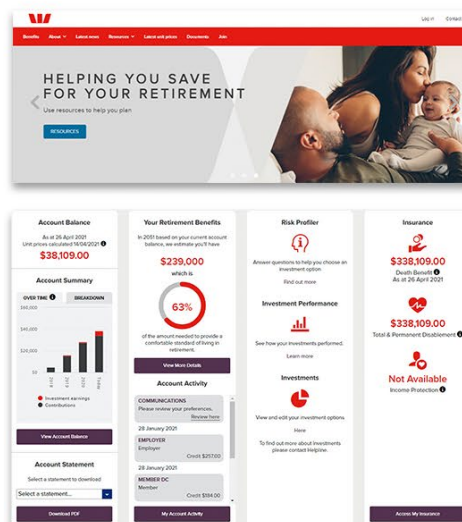 Log in Contact
Benefits About Latest news Resources Latest unit prices Documents Join
HELPING YOU SAVE
FOR YOUR RETIREMENT
Use resources to help you plan
RESOURCES
Account Balance
As at 26 April 2021
Unit prices calculated 14/04/2021
$38,109.00
Account Summary
OVER TIME BREAKDOWN
$60,000
$40,000
$20,000
$0
2018
2019
2020
Today
Investment earnings
Contributions
View Account Balance
Account Statement
Select a statement to download
Select a statement...
Download PDF
Your Retirement Benefits
In 2051 based on your current account
balance, we estimate you'll have
$239,000
which is
63%
of the amount needed to provide a
comfortable standard of living in
retirement.
View More Details
Account Activity
COMMUNICATIONS
Please review your preferences.
Review here
28 January 2021
EMPLOYER
Employer
Credit $257.00
28 January 2021
MEMBER DC
Member
Credit $184.00
My Account Activity
Risk Profiler
Answer questions to help you choose an
investment option
Find out more
Investment Performance
See how your investments performed.
Learn more
Investments
View and edit your investment options
Here
To find out more about Investments
please contact Helpline.
Insurance
$338,109.00
Death Benefit
As at 26 April 2021
$338,109.00
Total & Permanent Disablement
Not Available
Income Protection
Access My Insurance